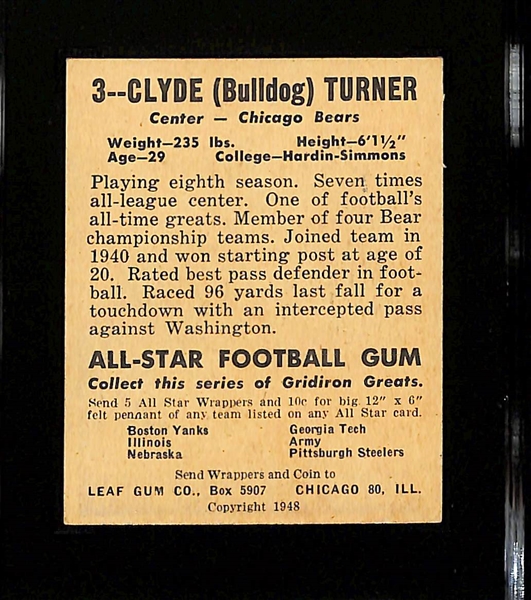 3--CLYDE (Bulldog) TURNER
Center — Chicago Bears
Weight—235 lbs. Height—6'1½"
Age—29 College—Hardin-Simmons
Playing eighth season. Seven times
all-league center. One of football's
all-time greats. Member of four Bear
championship teams. Joined team in
1940 and won starting post at age of
20. Rated best pass defender in foot-
ball. Raced 96 yards last fall for a
touchdown with an intercepted pass
against Washington.
ALL-STAR FOOTBALL GUM
Collect this series of Gridiron Greats.
Send 5 All Star Wrappers and 10c for big 12" x 6"
felt pennant of any team listed on any All Star card.
Boston Yanks Georgia Tech
Illinois Army
Nebraska Pittsburgh Steelers
Send Wrappers and Coin to
LEAF GUM CO., Box 5907 CHICAGO 80, ILL.
Copyright 1948